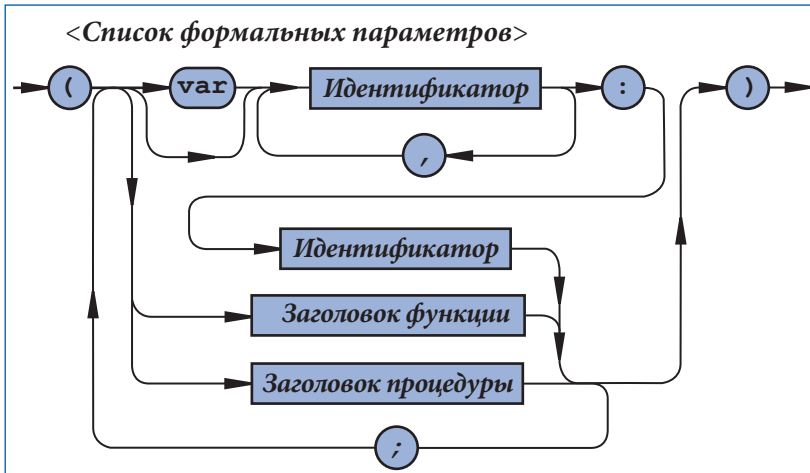 <Список формальных параметров>
( var Идентификатор : )
,
Идентификатор
Заголовок функции
Заголовок процедуры
;